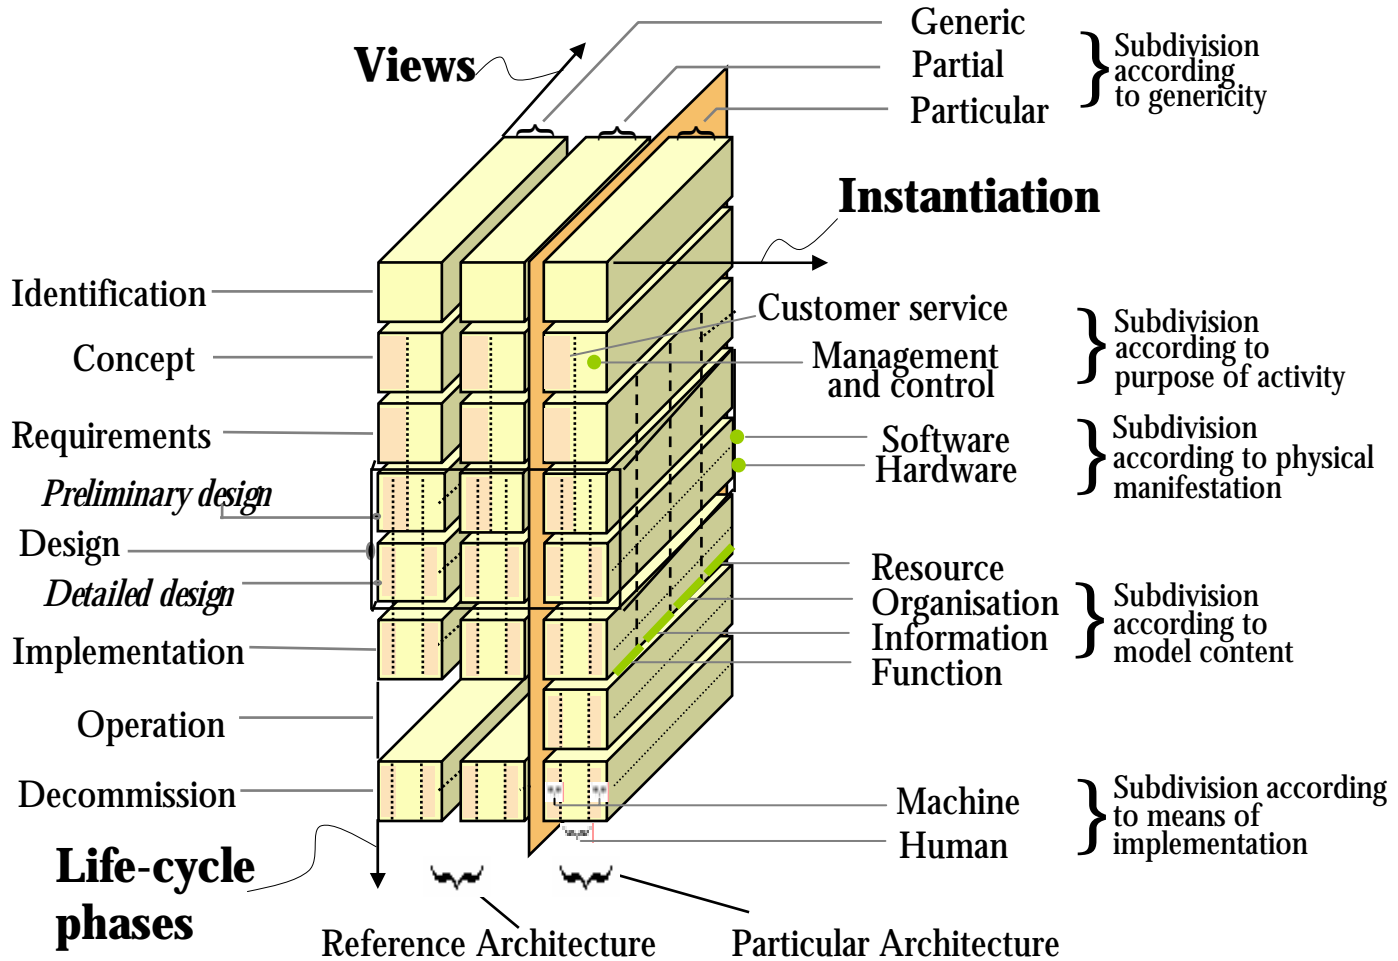 Generic
Partial
Particular
Subdivision
according
to genericity
Views
Instantiation
Identification
Concept
Requirements
Preliminary design
Design
Detailed design
Implementation
Operation
Decommission
Life-cycle
phases
Customer service
Management
and control
Subdivision
according to
purpose of activity
Software
Hardware
Subdivision
according to physical
manifestation
Resource
Organisation
Information
Function
Subdivision
according to
model content
Machine
Human
Subdivision according
to means of
implementation
Reference Architecture
Particular Architecture